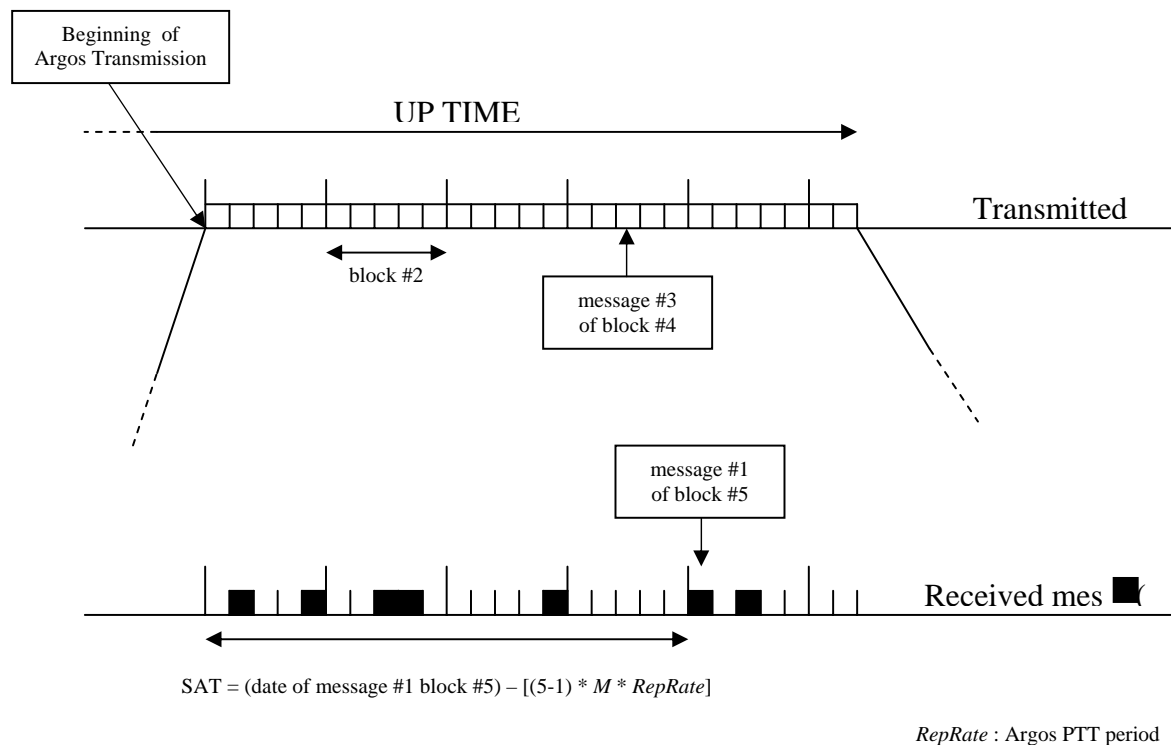 Beginning of
Argos Transmission
UP TIME
Transmitted
block #2
message #3
of block #4
message #1
of block #5
Received mes
SAT = (date of message #1 block #5) – [(5-1) * M * RepRate]
RepRate : Argos PTT period